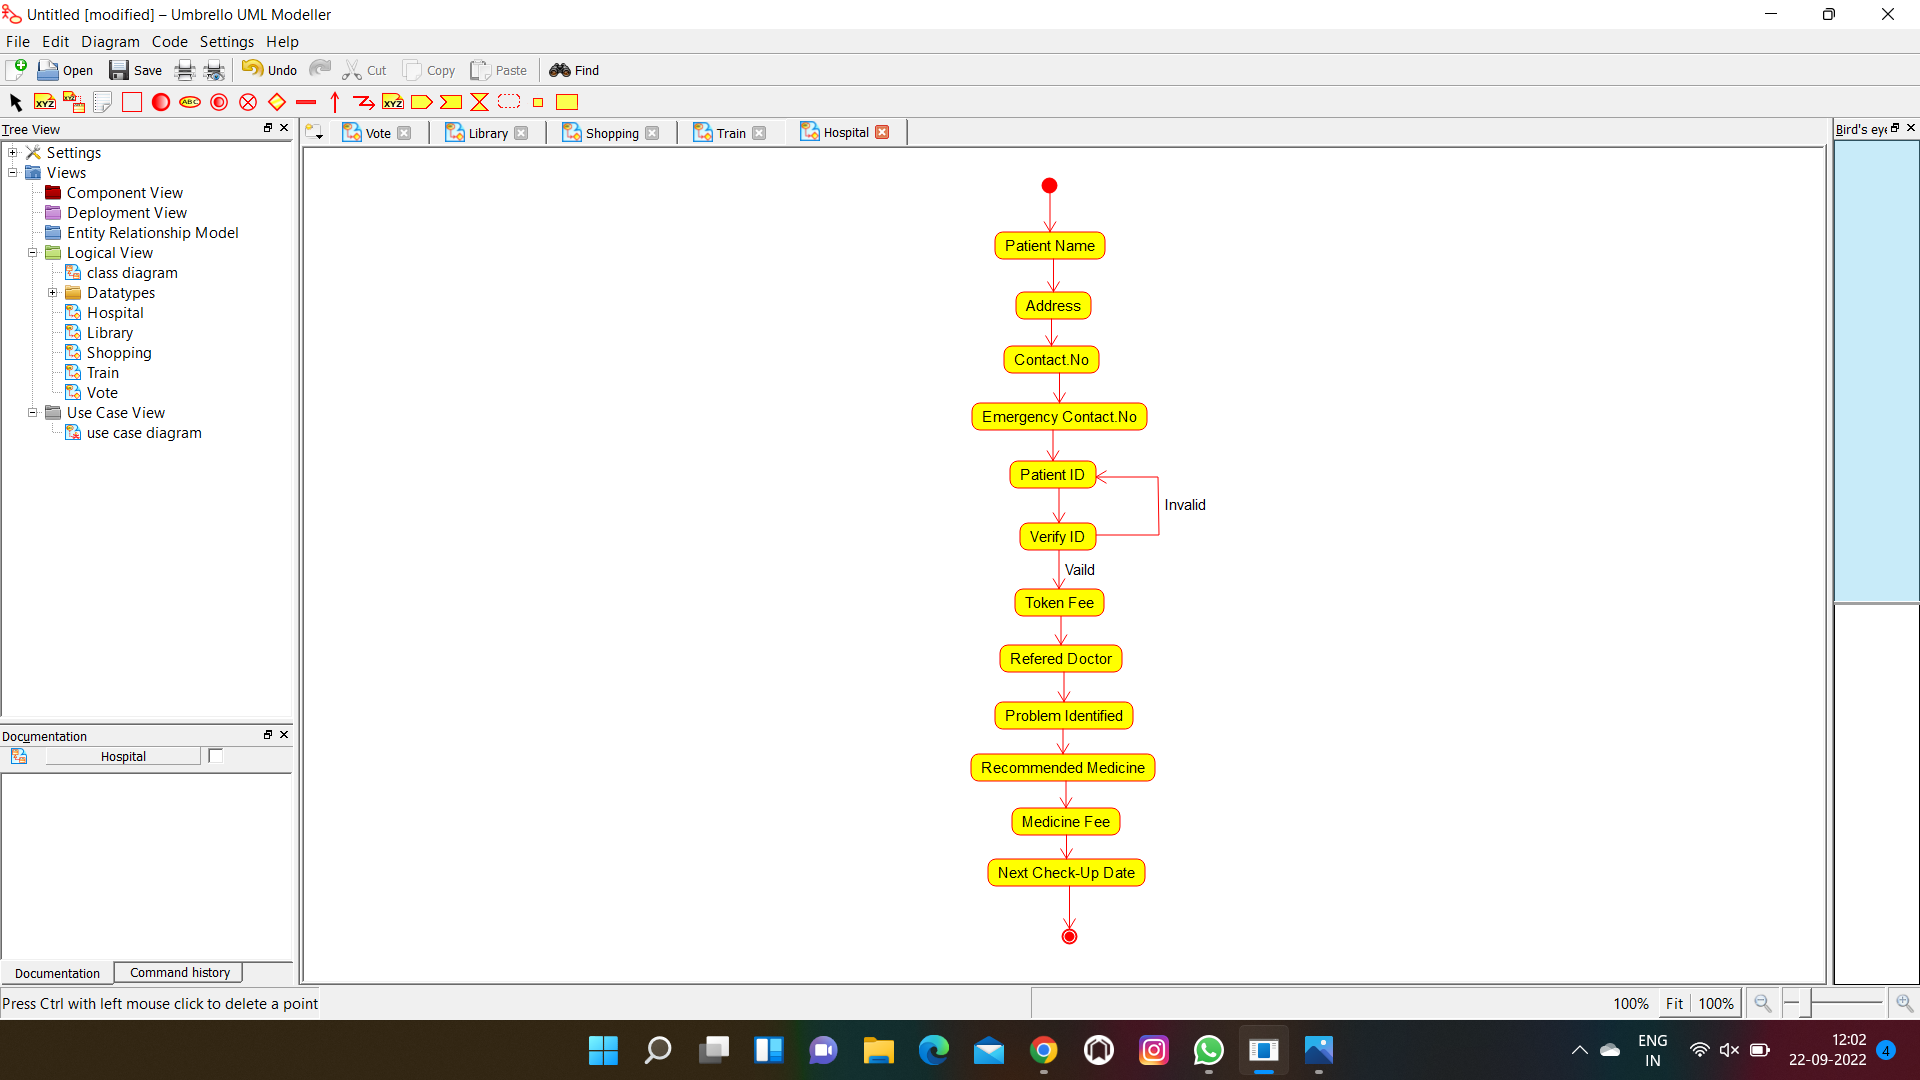 Untitled [modified] – Umbrello UML Modeller
File Edit Diagram Code Settings Help
Open Save Undo Cut Copy Paste Find
XYZ XYZ ABC XYZ
Tree View
Settings
Views
Component View
Deployment View
Entity Relationship Model
Logical View
class diagram
Datatypes
Hospital
Library
Shopping
Train
Vote
Use Case View
use case diagram
Documentation
Hospital
Documentation Command history
Press Ctrl with left mouse click to delete a point
Vote Library Shopping Train Hospital
Patient Name
Address
Contact.No
Emergency Contact.No
Patient ID
Invalid
Verify ID
Vaild
Token Fee
Refered Doctor
Problem Identified
Recommended Medicine
Medicine Fee
Next Check-Up Date
Bird's eye
100% Fit 100%
ENG
IN
12:02
22-09-2022
4